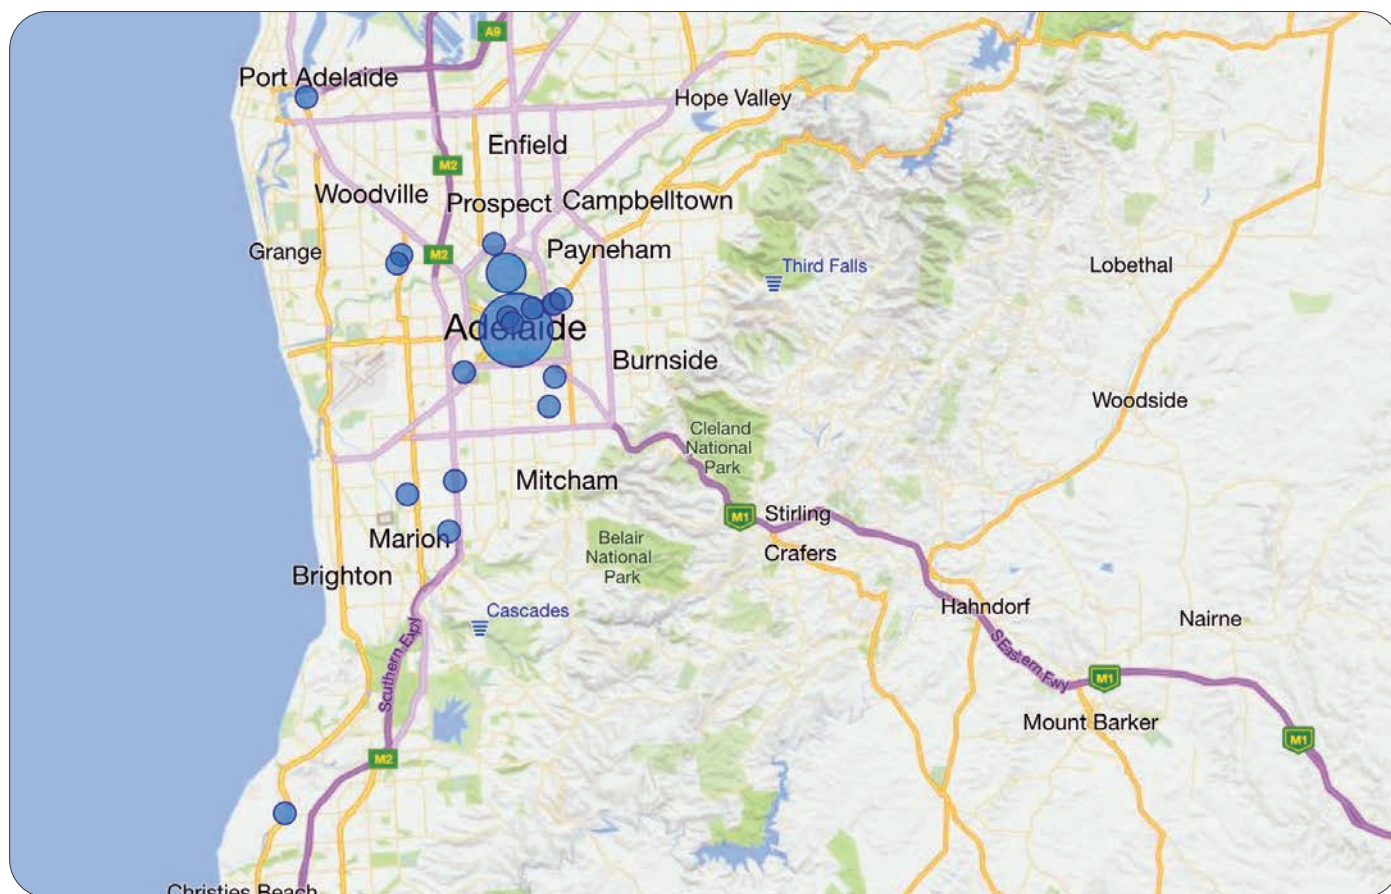 A9
Port Adelaide
Hope Valley
Enfield
M2
Woodville
Prospect
Campbelltown
Grange
M2
Payneham
Third Falls
Lobethal
Adelaide
Burnside
Woodside
Cleland
National
Park
Mitcham
M1
Stirling
Marion
Belair
National
Park
Crafers
Brighton
Cascades
Hahndorf
Nairne
Southern Expy
S Eastern Fwy
M1
Mount Barker
M1
M2
Christies Beach